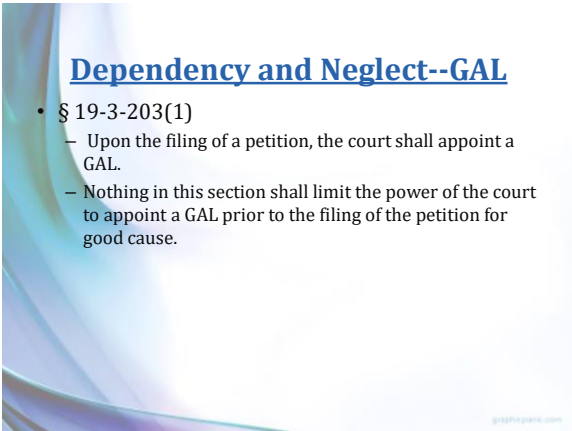 Dependency and Neglect--GAL
• § 19-3-203(1)
– Upon the filing of a petition, the court shall appoint a
GAL.
– Nothing in this section shall limit the power of the court
to appoint a GAL prior to the filing of the petition for
good cause.
graphicpanic.com